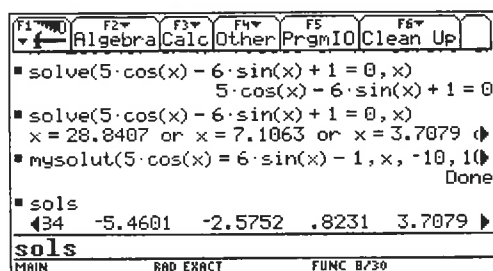 F1 F2 F3 F4 F5 F6
Algebra Calc Other PrgmIO Clean Up
▪ solve(5·cos(x) − 6·sin(x) + 1 = 0, x)
5·cos(x) − 6·sin(x) + 1 = 0
▪ solve(5·cos(x) − 6·sin(x) + 1 = 0, x)
x = 28.8407 or x = 7.1063 or x = 3.7079 o▶
▪ mysolut(5·cos(x) = 6·sin(x) − 1, x, -10, 10▶
Done
▪ sols
◀34 -5.4601 -2.5752 .8231 3.7079 ▶
sols
MAIN RAD EXACT FUNC 8/30